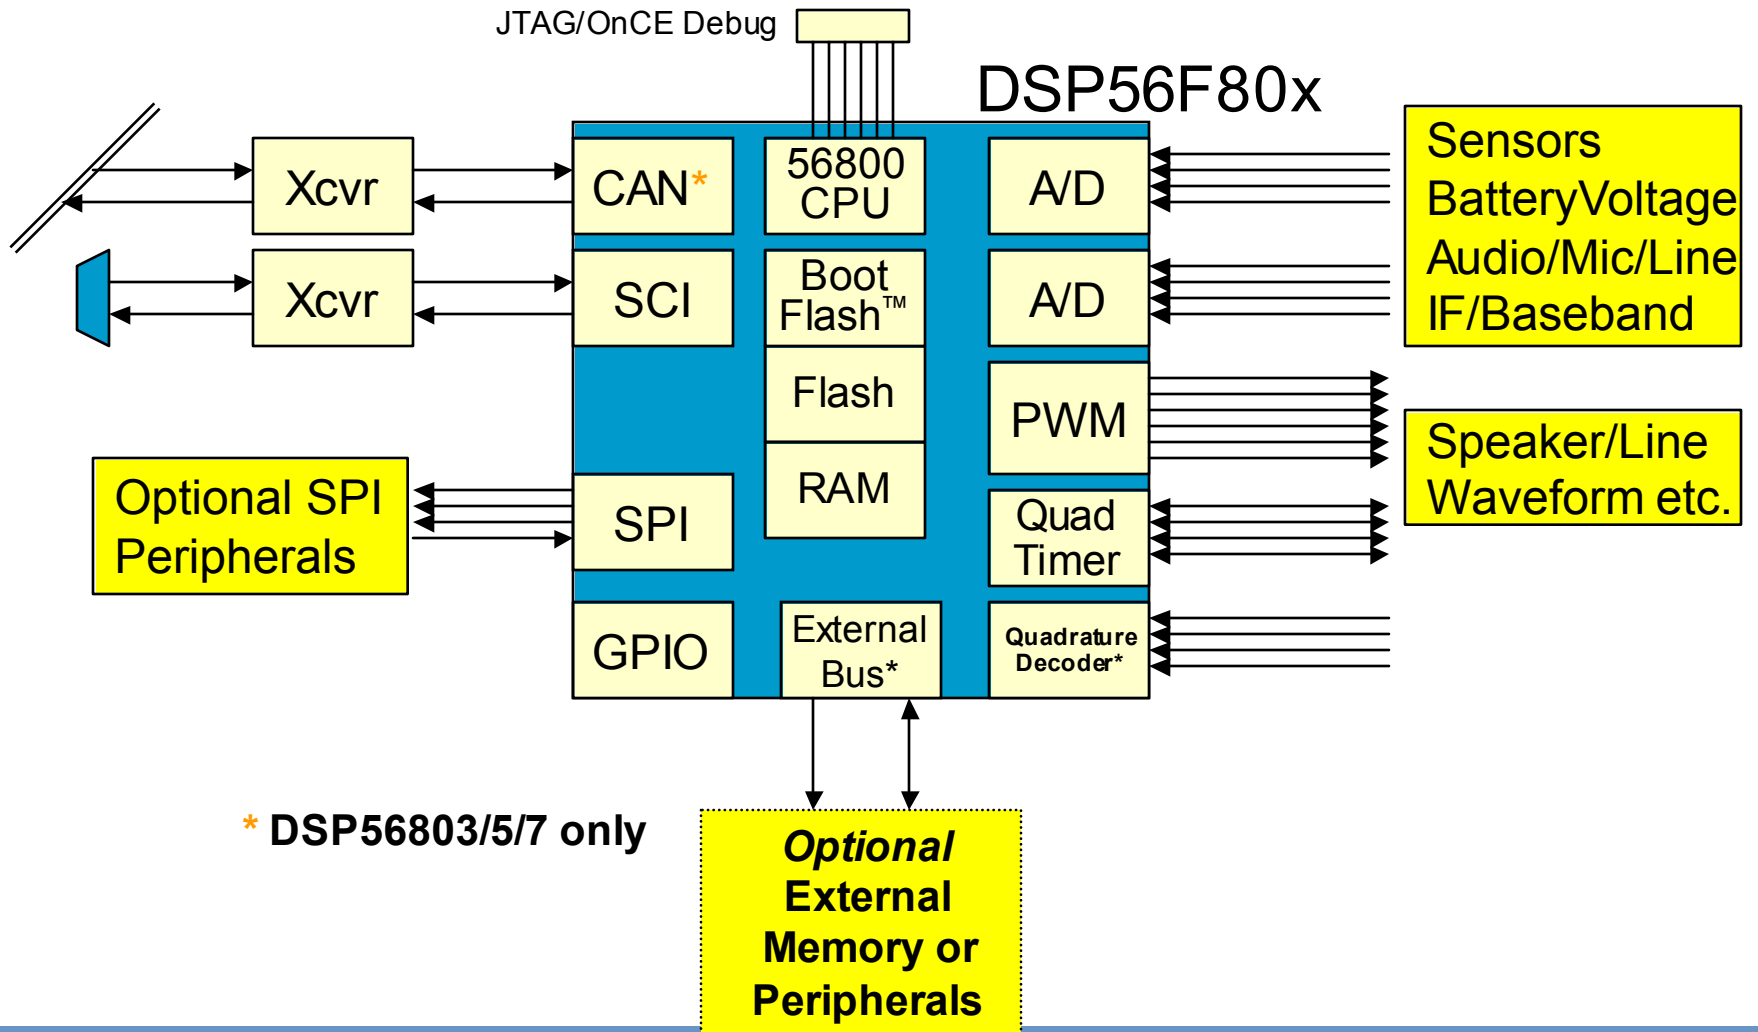 JTAG/OnCE Debug
DSP56F80x
Xcvr
CAN*
56800
CPU
A/D
Sensors
BatteryVoltage
Audio/Mic/Line
IF/Baseband
Xcvr
SCI
Boot
Flash™
A/D
Flash
PWM
Speaker/Line
Waveform etc.
Optional SPI
Peripherals
SPI
RAM
Quad
Timer
GPIO
External
Bus*
Quadrature
Decoder*
* DSP56803/5/7 only
Optional
External
Memory or
Peripherals